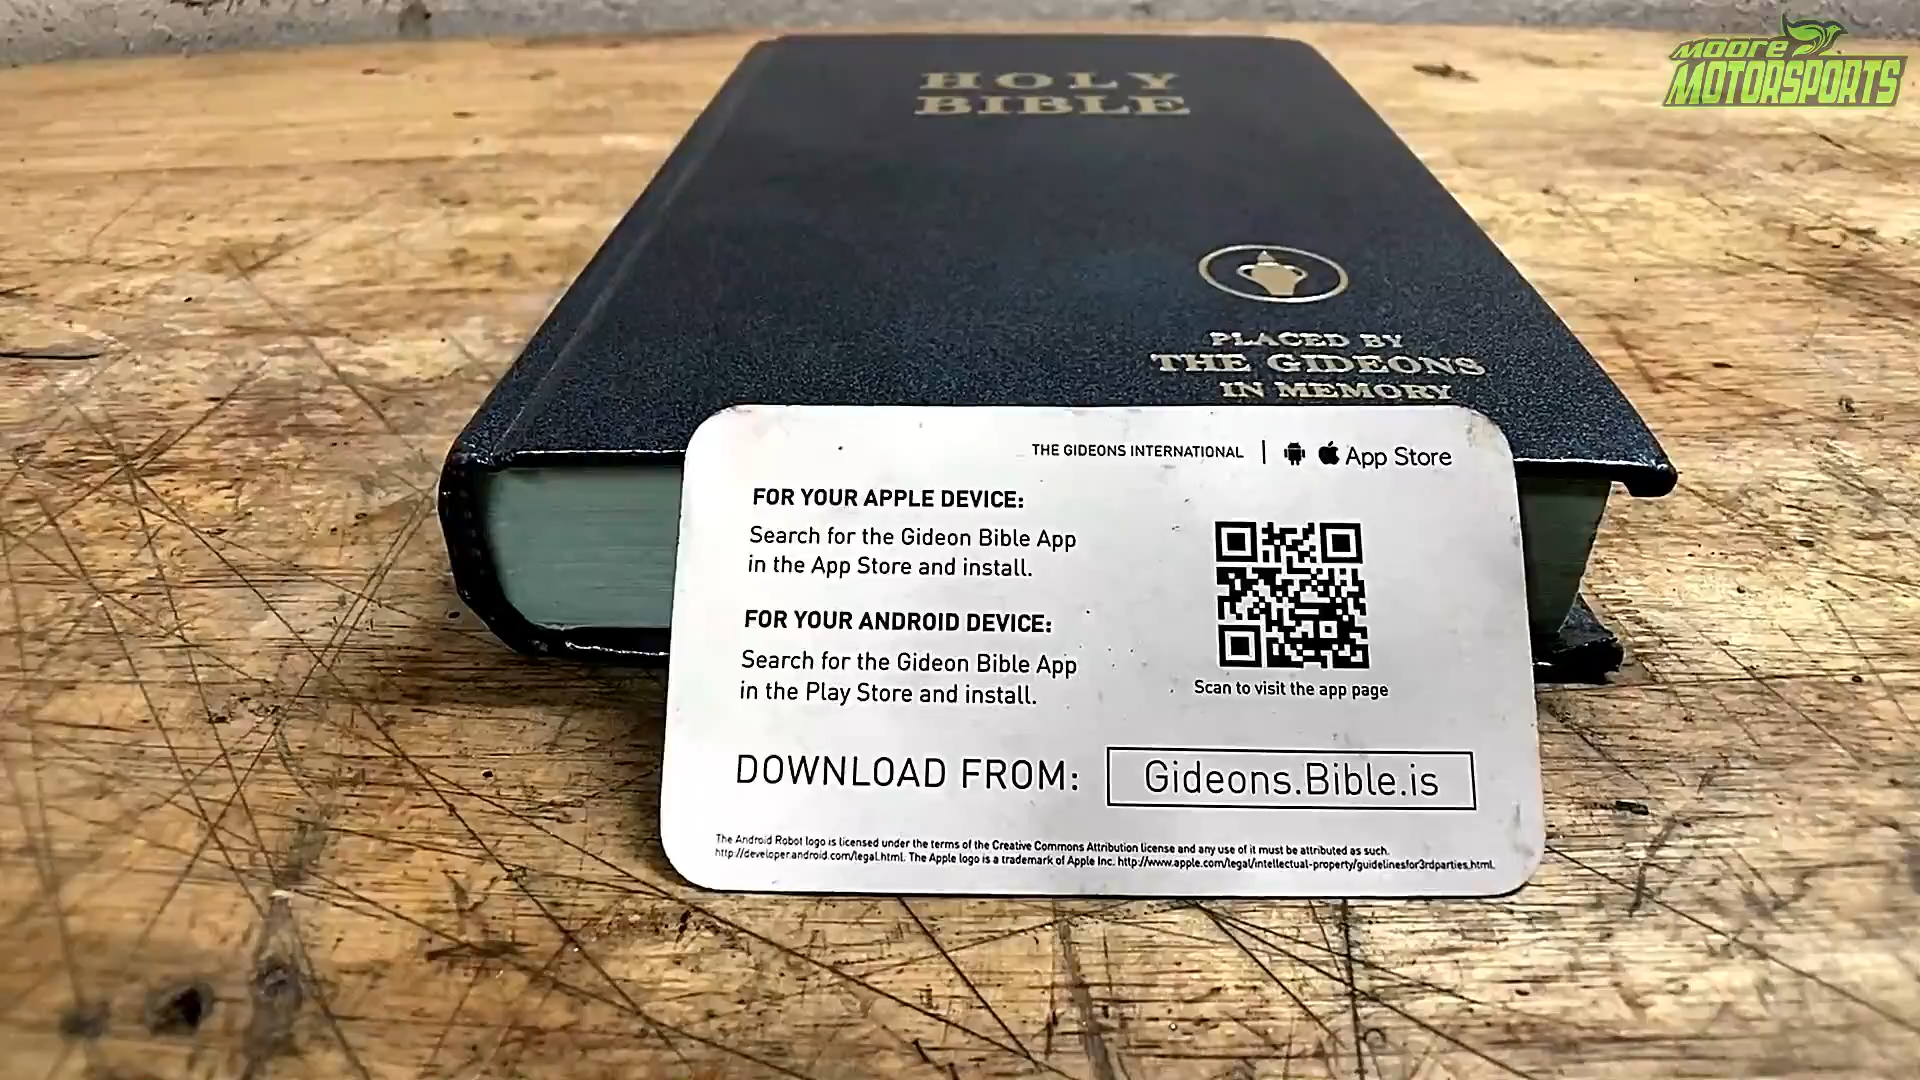 MOORE
MOTORSPORTS
HOLY
BIBLE
PLACED BY
THE GIDEONS
IN MEMORY
THE GIDEONS INTERNATIONAL | App Store
FOR YOUR APPLE DEVICE:
Search for the Gideon Bible App
in the App Store and install.
FOR YOUR ANDROID DEVICE:
Search for the Gideon Bible App
in the Play Store and install.
Scan to visit the app page
DOWNLOAD FROM: Gideons.Bible.is
The Android Robot logo is licensed under the terms of the Creative Commons Attribution license and any use of it must be attributed as such.
http://developer.android.com/legal.html. The Apple logo is a trademark of Apple Inc. http://www.apple.com/legal/intellectual-property/guidelinesfor3rdparties.html.